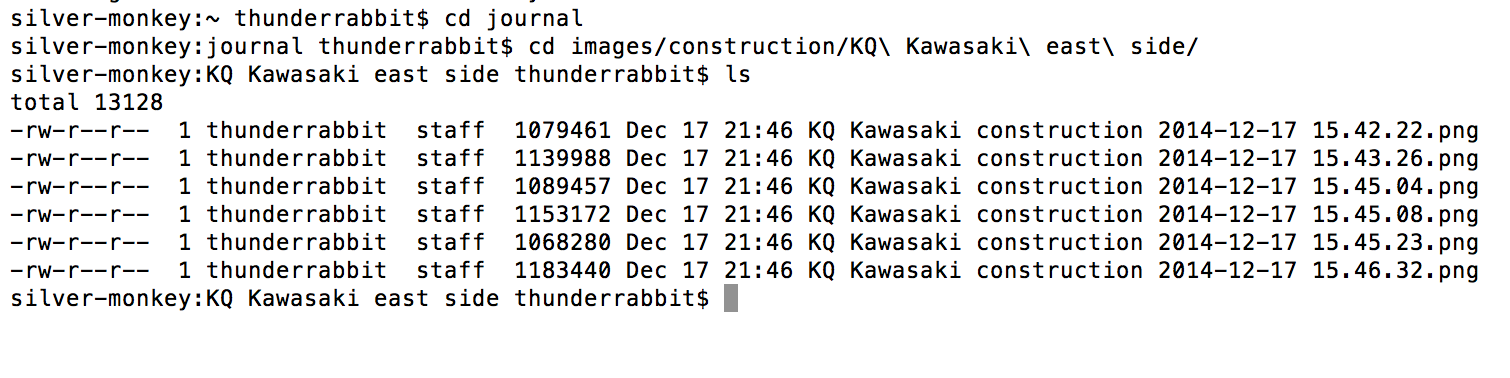 silver-monkey:~ thunderrabbit$ cd journal
silver-monkey:journal thunderrabbit$ cd images/construction/KQ\ Kawasaki\ east\ side/
silver-monkey:KQ Kawasaki east side thunderrabbit$ ls
total 13128
-rw-r--r--  1 thunderrabbit  staff  1079461 Dec 17 21:46 KQ Kawasaki construction 2014-12-17 15.42.22.png
-rw-r--r--  1 thunderrabbit  staff  1139988 Dec 17 21:46 KQ Kawasaki construction 2014-12-17 15.43.26.png
-rw-r--r--  1 thunderrabbit  staff  1089457 Dec 17 21:46 KQ Kawasaki construction 2014-12-17 15.45.04.png
-rw-r--r--  1 thunderrabbit  staff  1153172 Dec 17 21:46 KQ Kawasaki construction 2014-12-17 15.45.08.png
-rw-r--r--  1 thunderrabbit  staff  1068280 Dec 17 21:46 KQ Kawasaki construction 2014-12-17 15.45.23.png
-rw-r--r--  1 thunderrabbit  staff  1183440 Dec 17 21:46 KQ Kawasaki construction 2014-12-17 15.46.32.png
silver-monkey:KQ Kawasaki east side thunderrabbit$